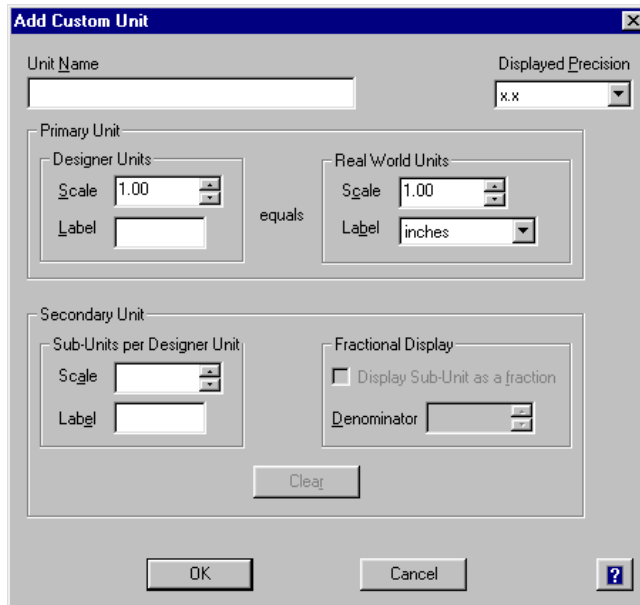 Add Custom Unit
Unit Name
Displayed Precision
x.x
Primary Unit
Designer Units
Scale 1.00
Label
equals
Real World Units
Scale 1.00
Label inches
Secondary Unit
Sub-Units per Designer Unit
Scale
Label
Fractional Display
Display Sub-Unit as a fraction
Denominator
Clear
OK
Cancel
?